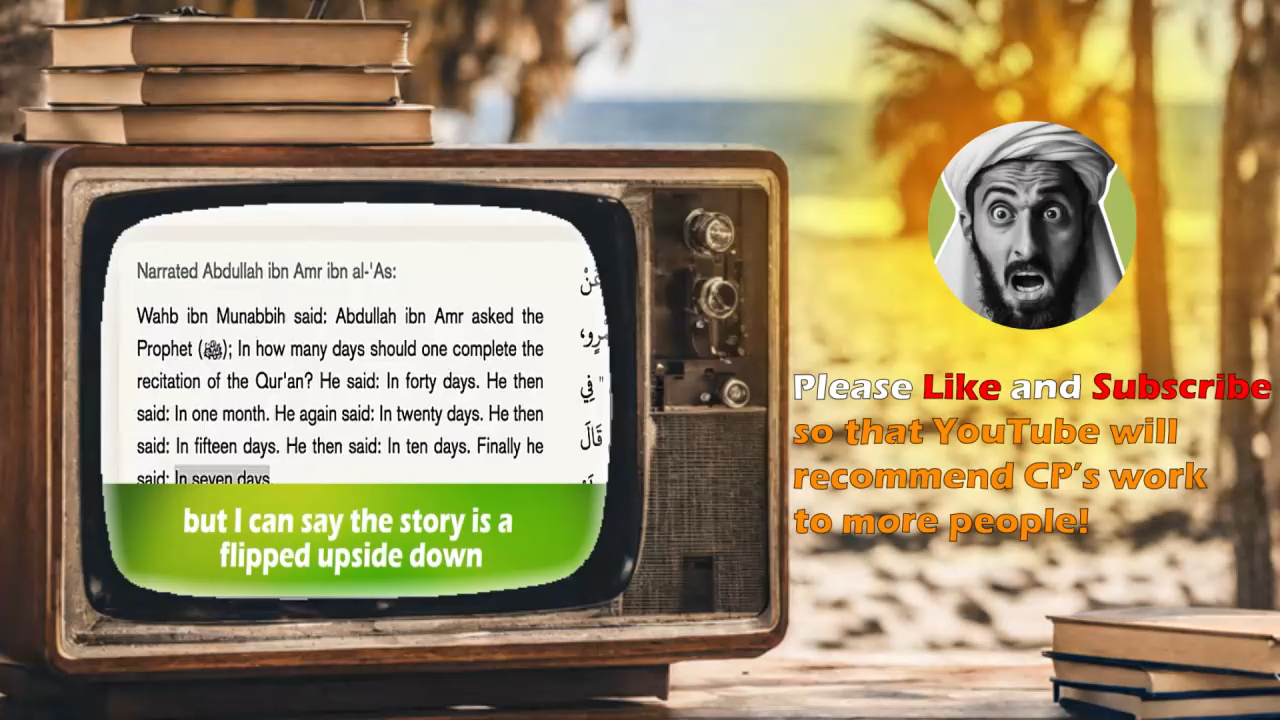 Narrated Abdullah ibn Amr ibn al-'As:
Wahb ibn Munabbih said: Abdullah ibn Amr asked the
Prophet (ﷺ); In how many days should one complete the
recitation of the Qur'an? He said: In forty days. He then
said: In one month. He again said: In twenty days. He then
said: In fifteen days. He then said: In ten days. Finally he
said: In seven days
عَنْ
فِي "
قَالَ
but I can say the story is a
flipped upside down
Please Like and Subscribe
so that YouTube will
recommend CP's work
to more people!